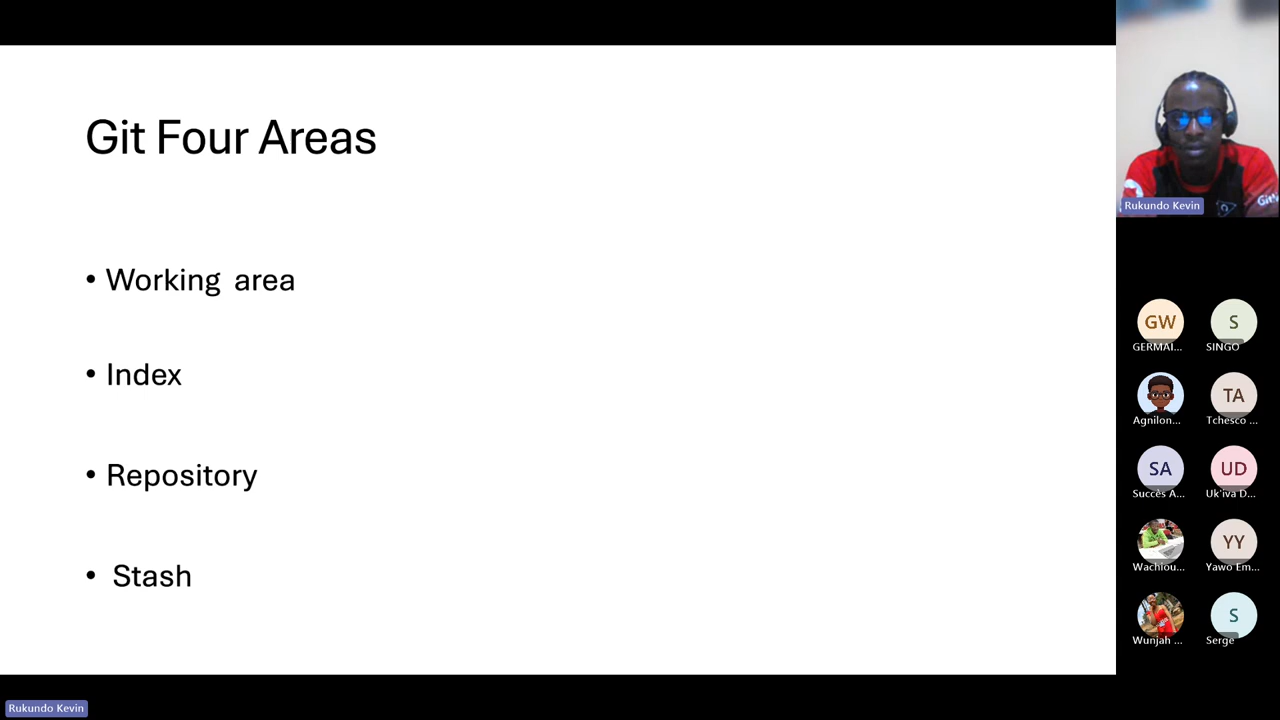 Git Four Areas
• Working area
• Index
• Repository
• Stash
Rukundo Kevin
GW
GERMAI...
S
SINGO
Agnilon...
TA
Tchesco ...
SA
Succès A...
UD
Uk'iva D...
Wachiou...
YY
Yawo Em...
Wunjah ...
S
Serge
Rukundo Kevin